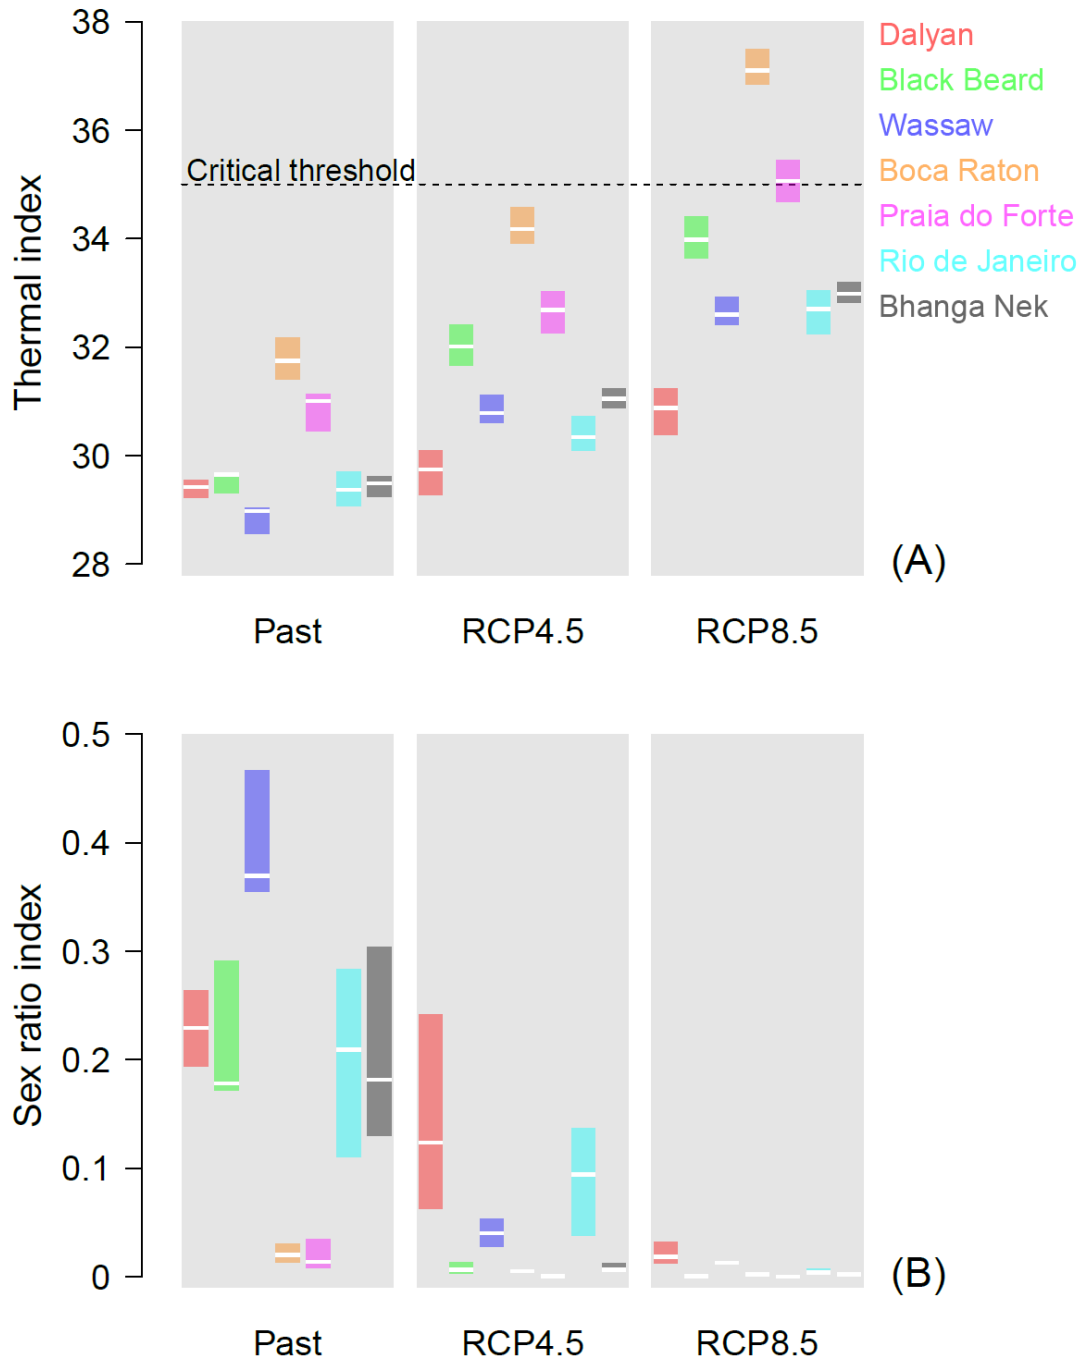 38
36
34
32
30
28
Thermal index
Critical threshold
Dalyan
Black Beard
Wassaw
Boca Raton
Praia do Forte
Rio de Janeiro
Bhanga Nek
(A)
Past RCP4.5 RCP8.5
0.5
0.4
0.3
0.2
0.1
0
Sex ratio index
(B)
Past RCP4.5 RCP8.5